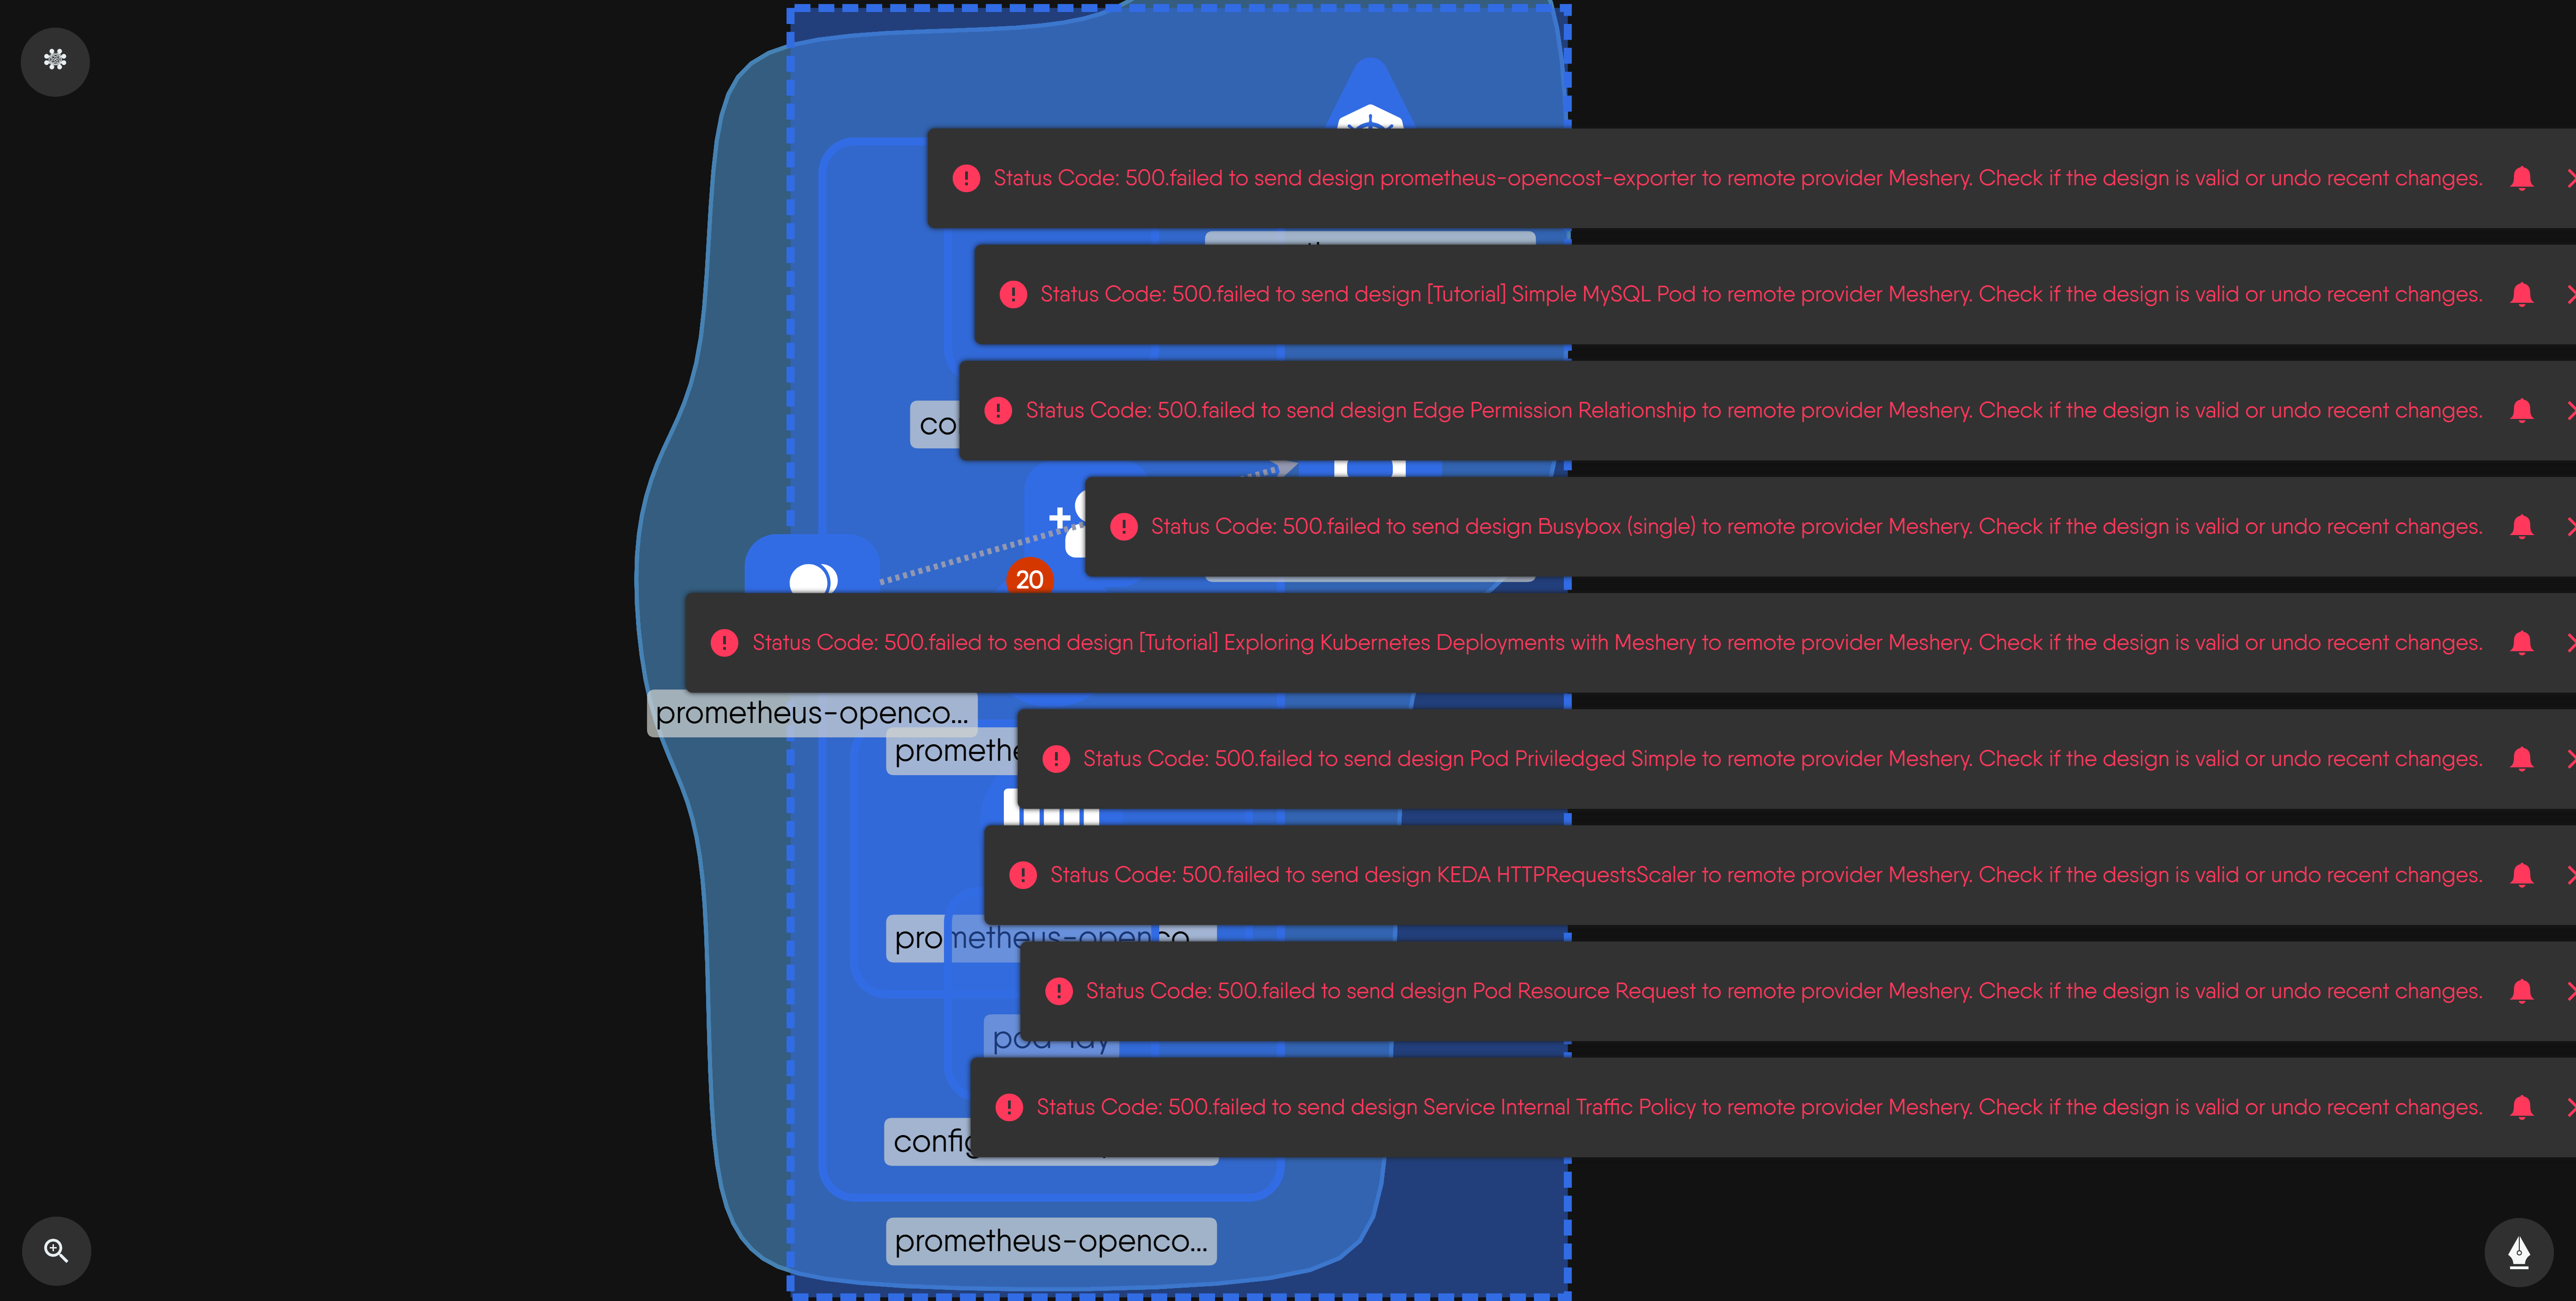 Status Code: 500.failed to send design prometheus-opencost-exporter to remote provider Meshery. Check if the design is valid or undo recent changes.
Status Code: 500.failed to send design [Tutorial] Simple MySQL Pod to remote provider Meshery. Check if the design is valid or undo recent changes.
Status Code: 500.failed to send design Edge Permission Relationship to remote provider Meshery. Check if the design is valid or undo recent changes.
co
Status Code: 500.failed to send design Busybox (single) to remote provider Meshery. Check if the design is valid or undo recent changes.
20
Status Code: 500.failed to send design [Tutorial] Exploring Kubernetes Deployments with Meshery to remote provider Meshery. Check if the design is valid or undo recent changes.
prometheus-openco...
promethe
Status Code: 500.failed to send design Pod Priviledged Simple to remote provider Meshery. Check if the design is valid or undo recent changes.
Status Code: 500.failed to send design KEDA HTTPRequestsScaler to remote provider Meshery. Check if the design is valid or undo recent changes.
prometheus-openco
Status Code: 500.failed to send design Pod Resource Request to remote provider Meshery. Check if the design is valid or undo recent changes.
Status Code: 500.failed to send design Service Internal Traffic Policy to remote provider Meshery. Check if the design is valid or undo recent changes.
config
prometheus-openco...